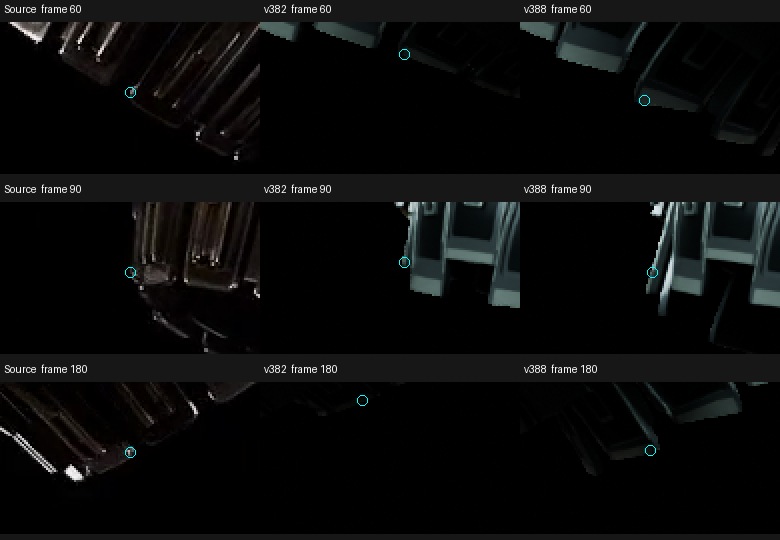 Source frame 60
v382 frame 60
v388 frame 60
Source frame 90
v382 frame 90
v388 frame 90
Source frame 180
v382 frame 180
v388 frame 180